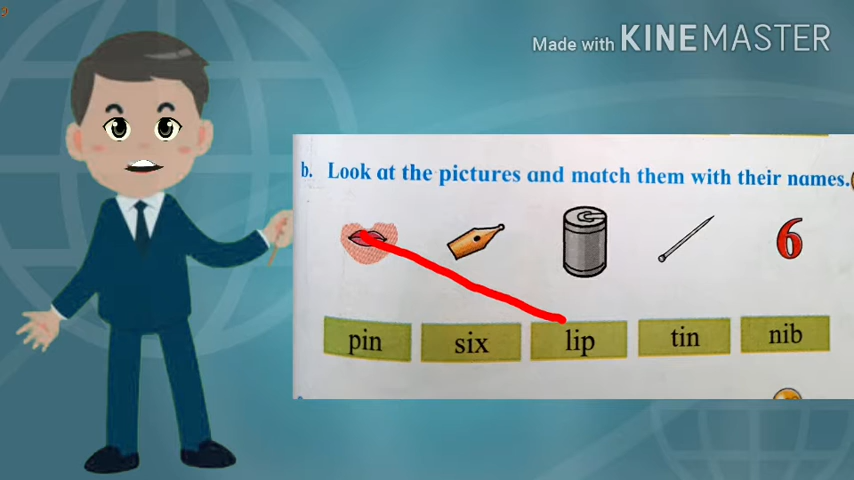 Made with KINEMASTER
b. Look at the pictures and match them with their names.
6
pin six lip tin nib